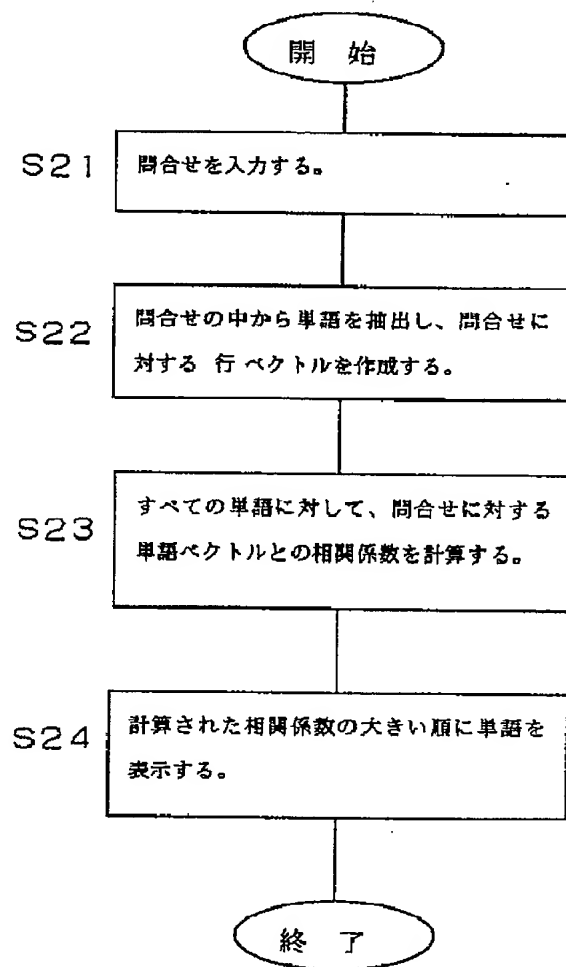 開 始
S21
問合せを入力する。
S22
問合せの中から単語を抽出し、問合せに
対する 行 ベクトルを作成する。
S23
すべての単語に対して、問合せに対する
単語ベクトルとの相関係数を計算する。
S24
計算された相関係数の大きい順に単語を
表示する。
終 了